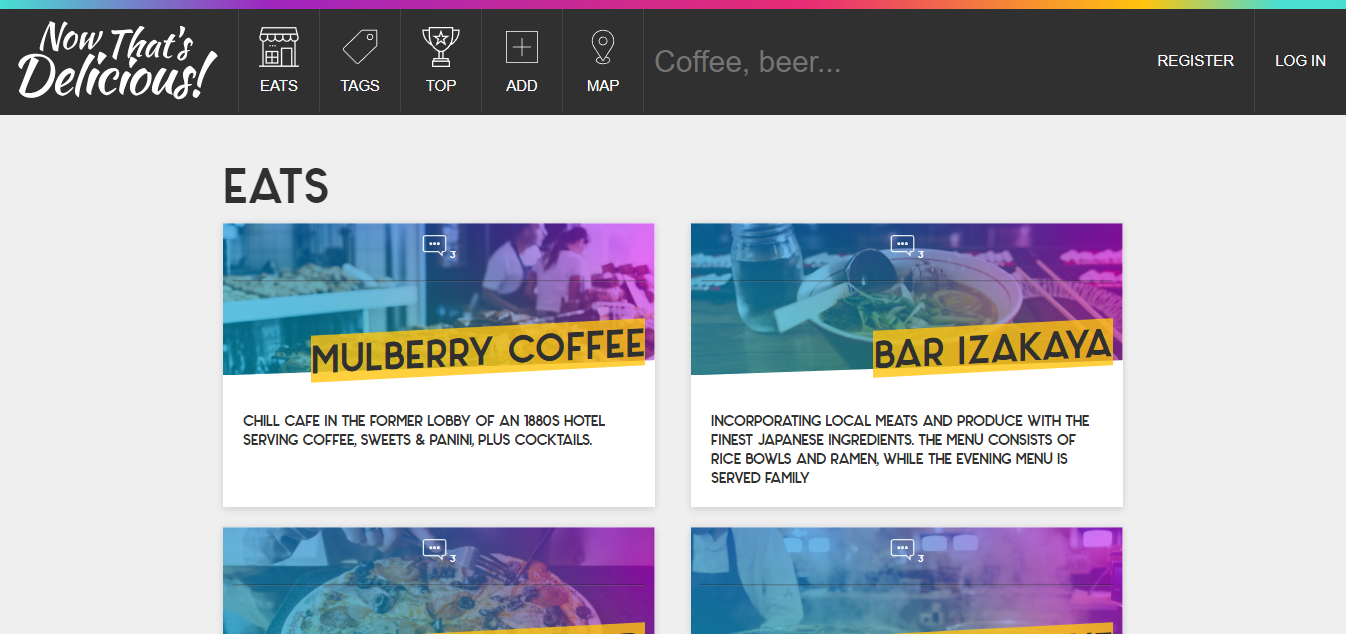 Now That's
Delicious!
EATS
TAGS
TOP
ADD
MAP
Coffee, beer...
REGISTER
LOG IN
EATS
3
3
MULBERRY COFFEE
BAR IZAKAYA
CHILL CAFE IN THE FORMER LOBBY OF AN 1880S HOTEL
SERVING COFFEE, SWEETS & PANINI, PLUS COCKTAILS.
INCORPORATING LOCAL MEATS AND PRODUCE WITH THE
FINEST JAPANESE INGREDIENTS. THE MENU CONSISTS OF
RICE BOWLS AND RAMEN, WHILE THE EVENING MENU IS
SERVED FAMILY
3
3